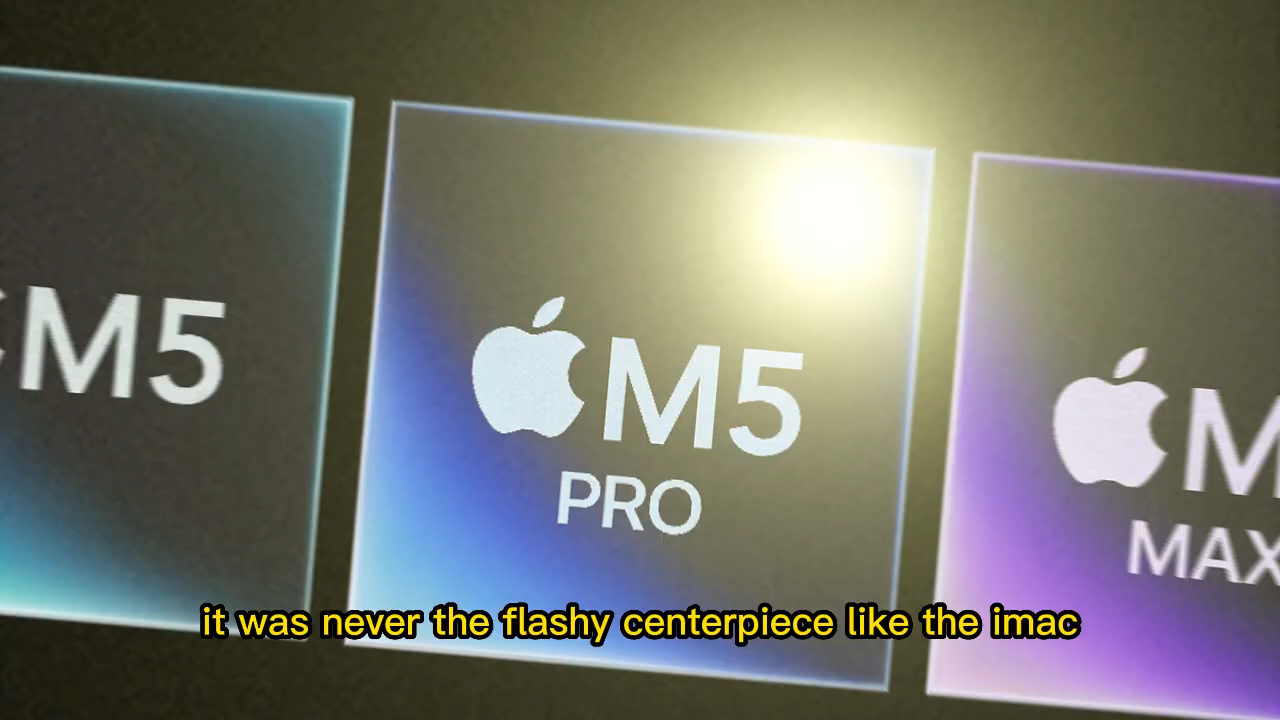 M5
M5
PRO
M
MAX
it was never the flashy centerpiece like the imac